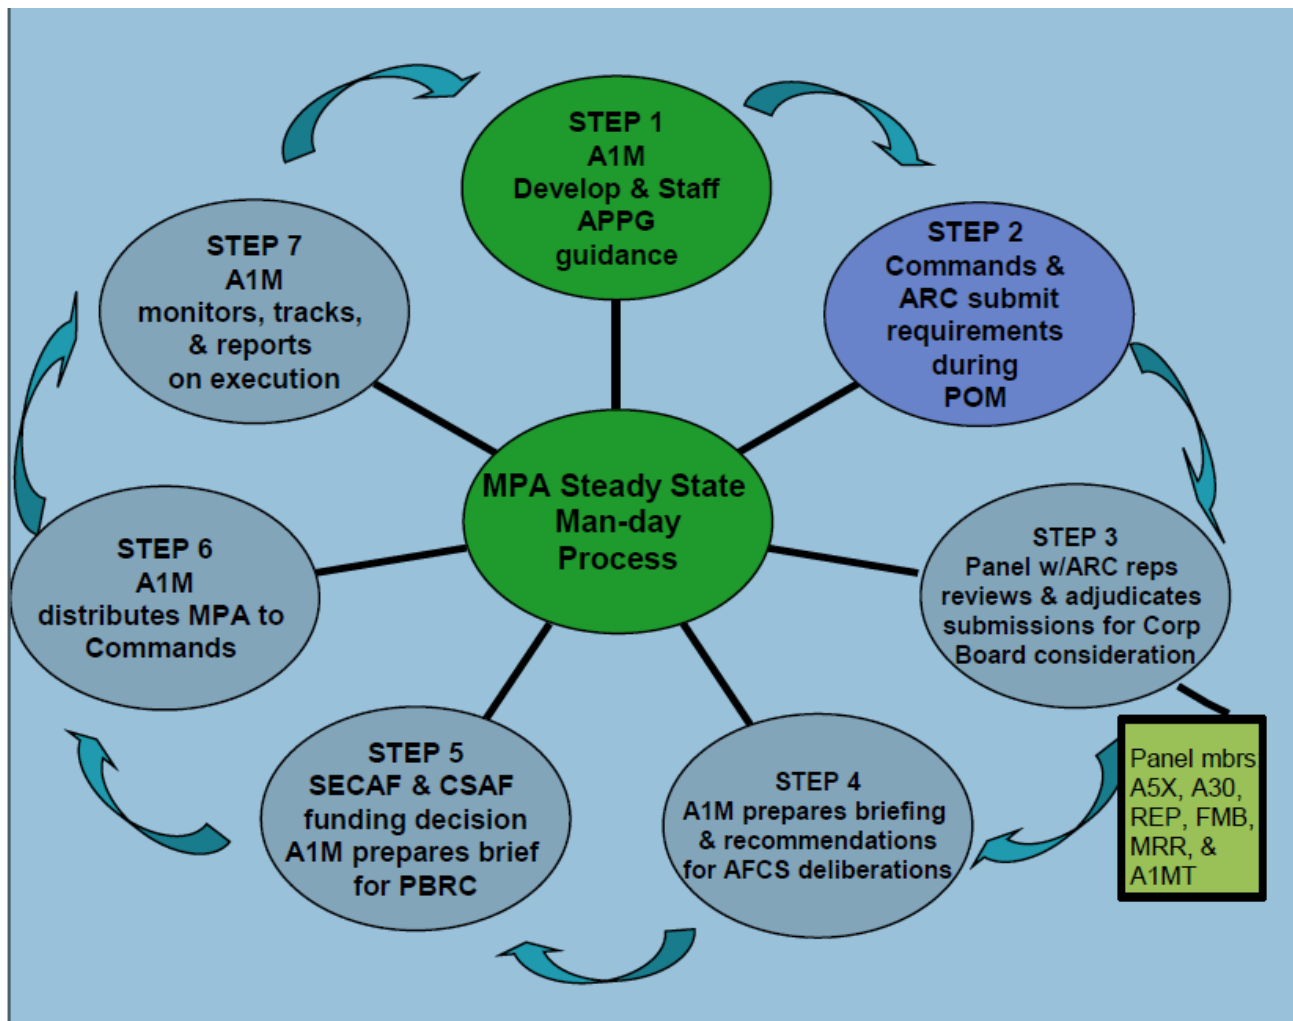 STEP 1
A1M
Develop & Staff
APPG
guidance
STEP 2
Commands &
ARC submit
requirements
during
POM
STEP 3
Panel w/ARC reps
reviews & adjudicates
submissions for Corp
Board consideration
Panel mbrs
A5X, A30,
REP, FMB,
MRR, &
A1MT
STEP 4
A1M prepares briefing
& recommendations
for AFCS deliberations
STEP 5
SECAF & CSAF
funding decision
A1M prepares brief
for PBRC
STEP 6
A1M
distributes MPA to
Commands
STEP 7
A1M
monitors, tracks,
& reports
on execution
MPA Steady State
Man-day
Process